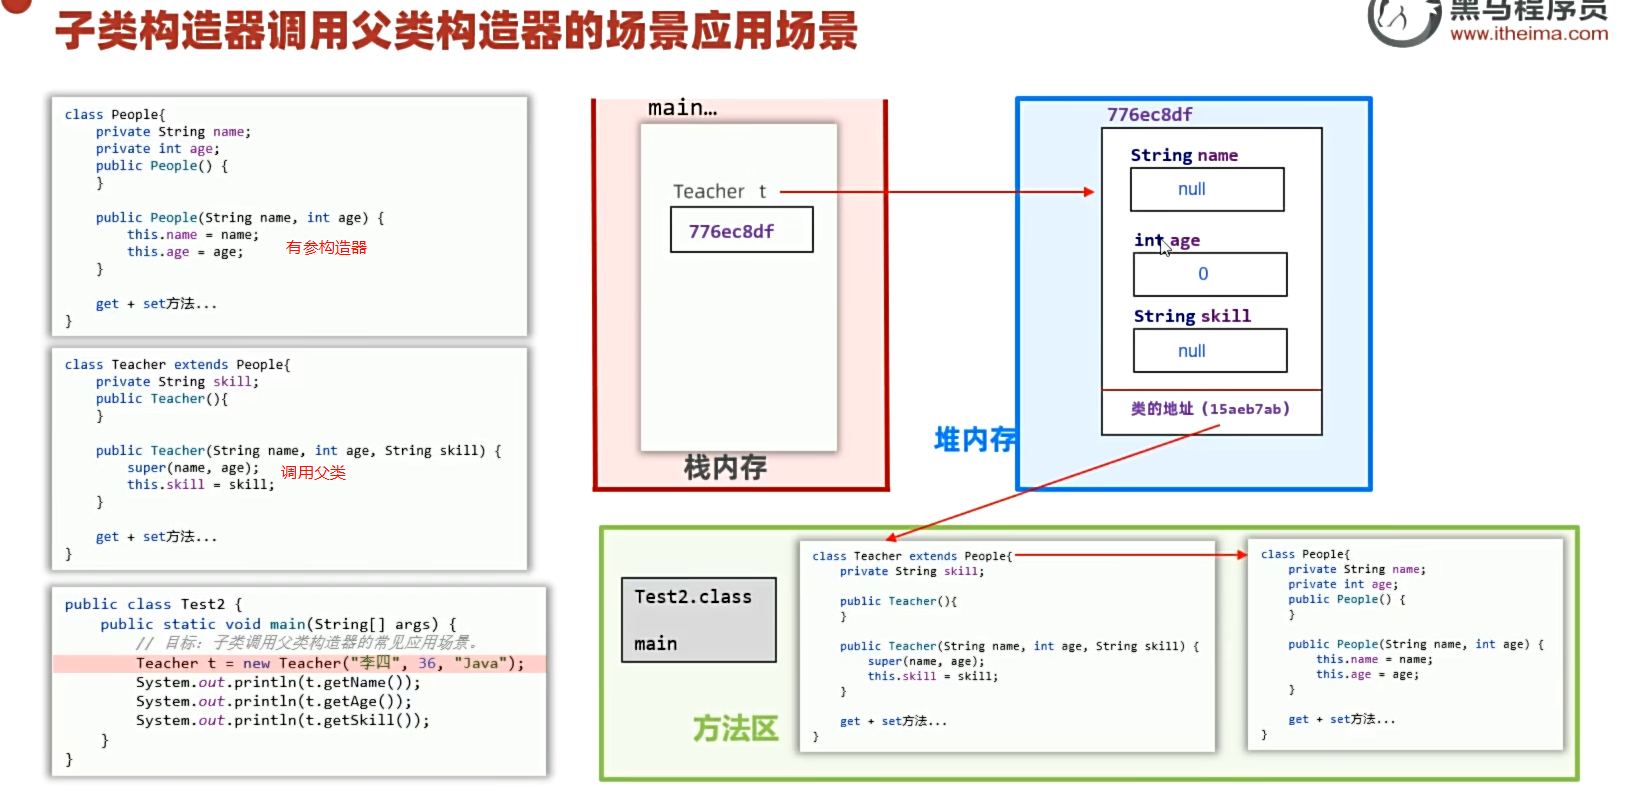 子类构造器调用父类构造器的场景应用场景
黑马程序员
www.itheima.com
class People{
private String name;
private int age;
public People() {
}
public People(String name, int age) {
this.name = name;
this.age = age;
有参构造器
}
get + set方法...
}
class Teacher extends People{
private String skill;
public Teacher(){
}
public Teacher(String name, int age, String skill) {
super(name, age);
调用父类
this.skill = skill;
}
get + set方法...
}
public class Test2 {
public static void main(String[] args) {
// 目标: 子类调用父类构造器的常见应用场景。
Teacher t = new Teacher("李四", 36, "Java");
System.out.println(t.getName());
System.out.println(t.getAge());
System.out.println(t.getSkill());
}
}
main...
Teacher t
776ec8df
栈内存
776ec8df
String name
null
int age
0
String skill
null
类的地址 (15aeb7ab)
堆内存
Test2.class
main
方法区
class Teacher extends People{
private String skill;
public Teacher(){
}
public Teacher(String name, int age, String skill) {
super(name, age);
this.skill = skill;
}
get + set方法...
}
class People{
private String name;
private int age;
public People() {
}
public People(String name, int age) {
this.name = name;
this.age = age;
}
get + set方法...
}